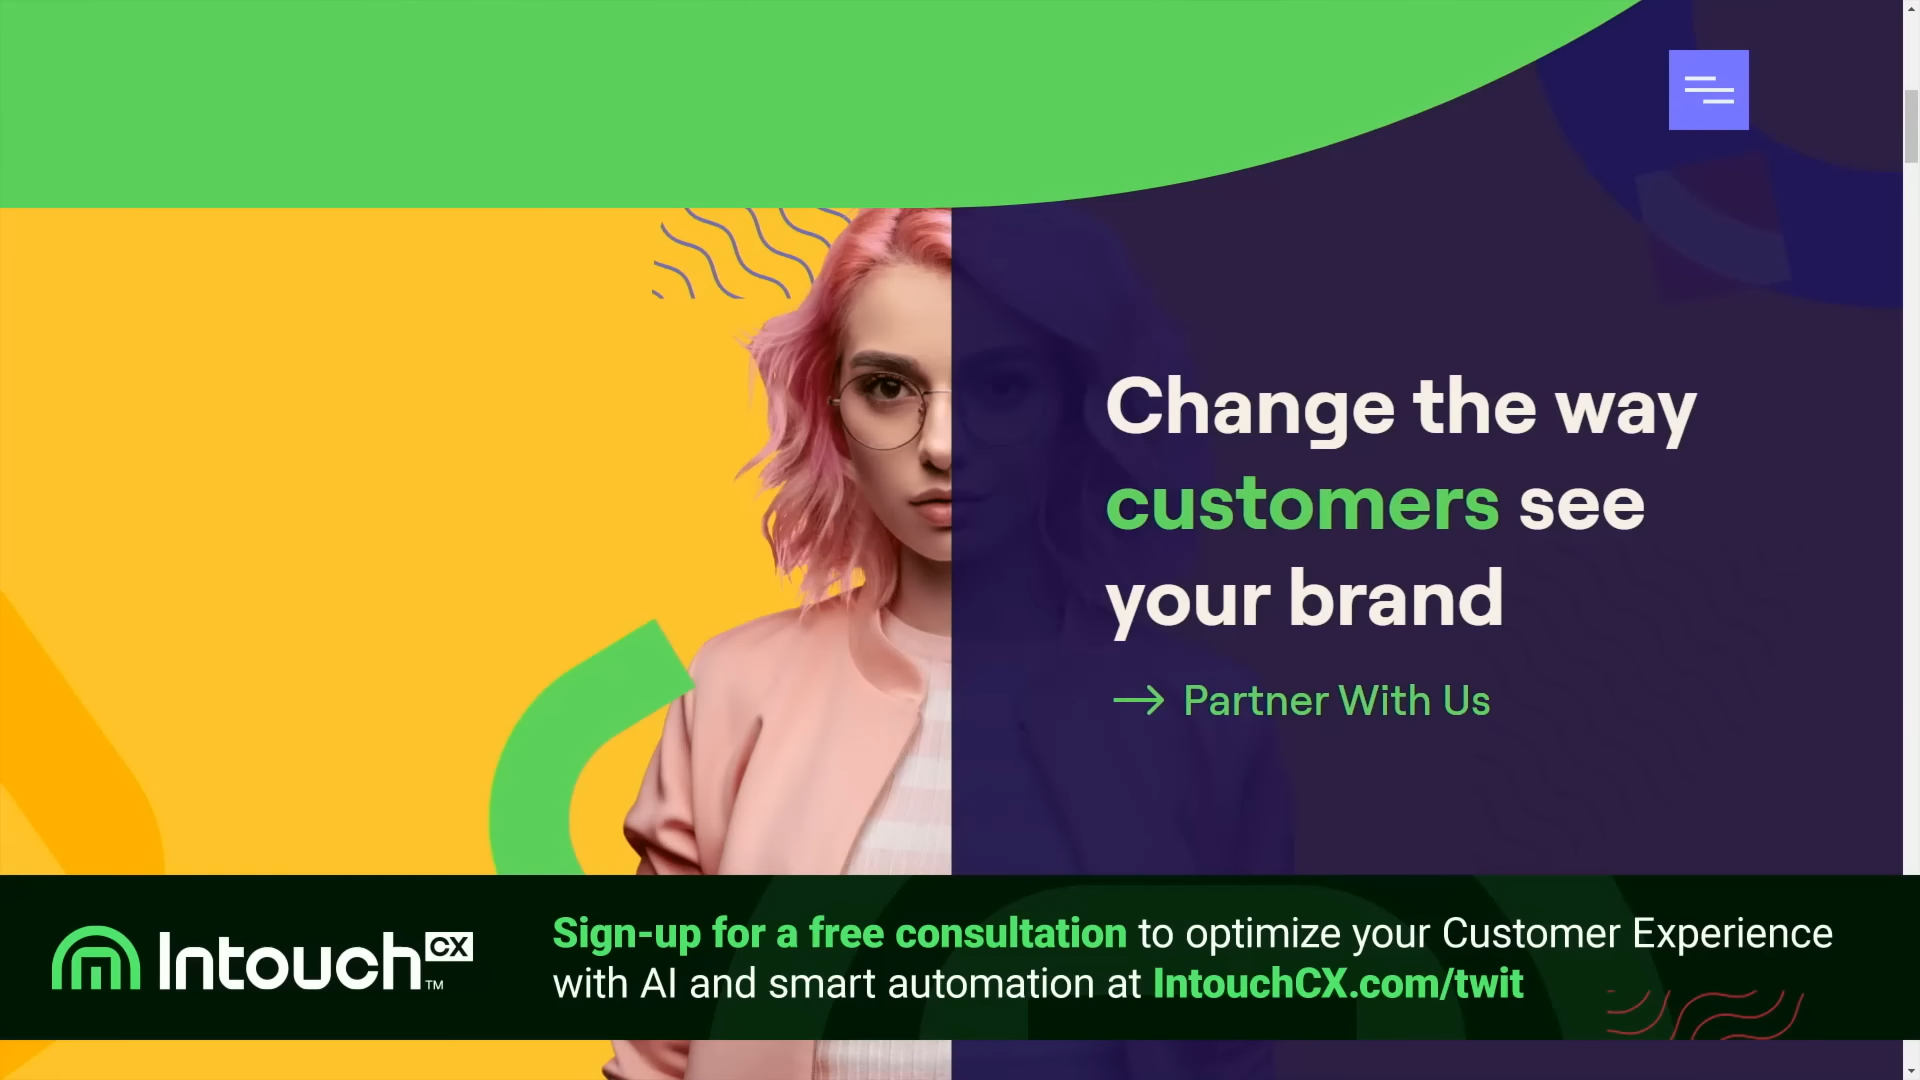 Change the way
customers see
your brand
Partner With Us
Intouch CX ™
Sign-up for a free consultation to optimize your Customer Experience
with AI and smart automation at IntouchCX.com/twit